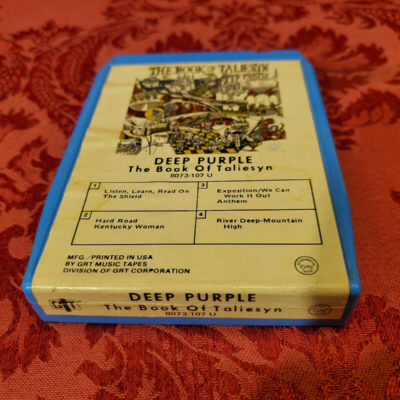 THE BOOK OF TALIESYN
DEEP PURPLE
DEEP PURPLE
The Book Of Taliesyn
8073-107 U
1 Listen, Learn, Read On
The Shield
2 Hard Road
Kentucky Woman
3 Exposition/We Can
Work It Out
Anthem
4 River Deep-Mountain
High
MFG./PRINTED IN USA
BY GRT MUSIC TAPES
DIVISION OF GRT CORPORATION
GRT
DEEP PURPLE
The Book Of Taliesyn
8073-107 U